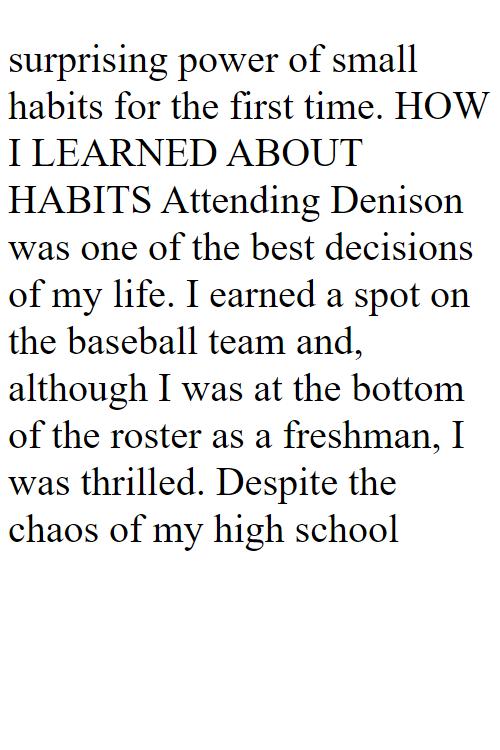 surprising power of small
habits for the first time. HOW
I LEARNED ABOUT
HABITS Attending Denison
was one of the best decisions
of my life. I earned a spot on
the baseball team and,
although I was at the bottom
of the roster as a freshman, I
was thrilled. Despite the
chaos of my high school